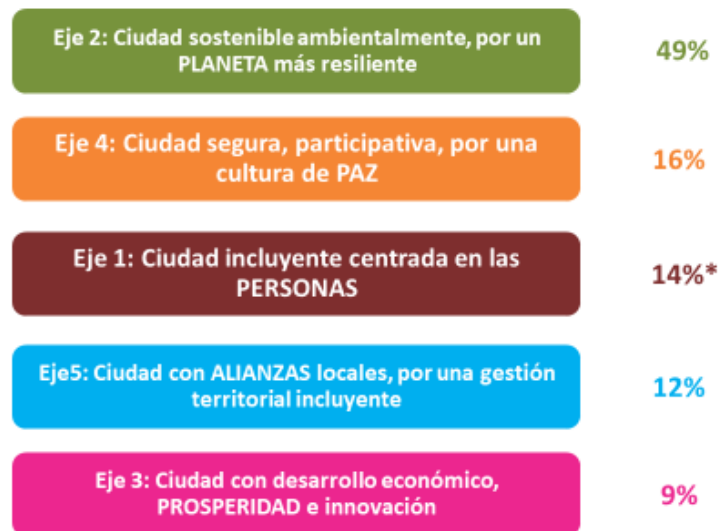 Eje 2: Ciudad sostenible ambientalmente, por un
PLANETA más resiliente
49%
Eje 4: Ciudad segura, participativa, por una
cultura de PAZ
16%
Eje 1: Ciudad incluyente centrada en las
PERSONAS
14%*
Eje5: Ciudad con ALIANZAS locales, por una gestión
territorial incluyente
12%
Eje 3: Ciudad con desarrollo económico,
PROSPERIDAD e innovación
9%